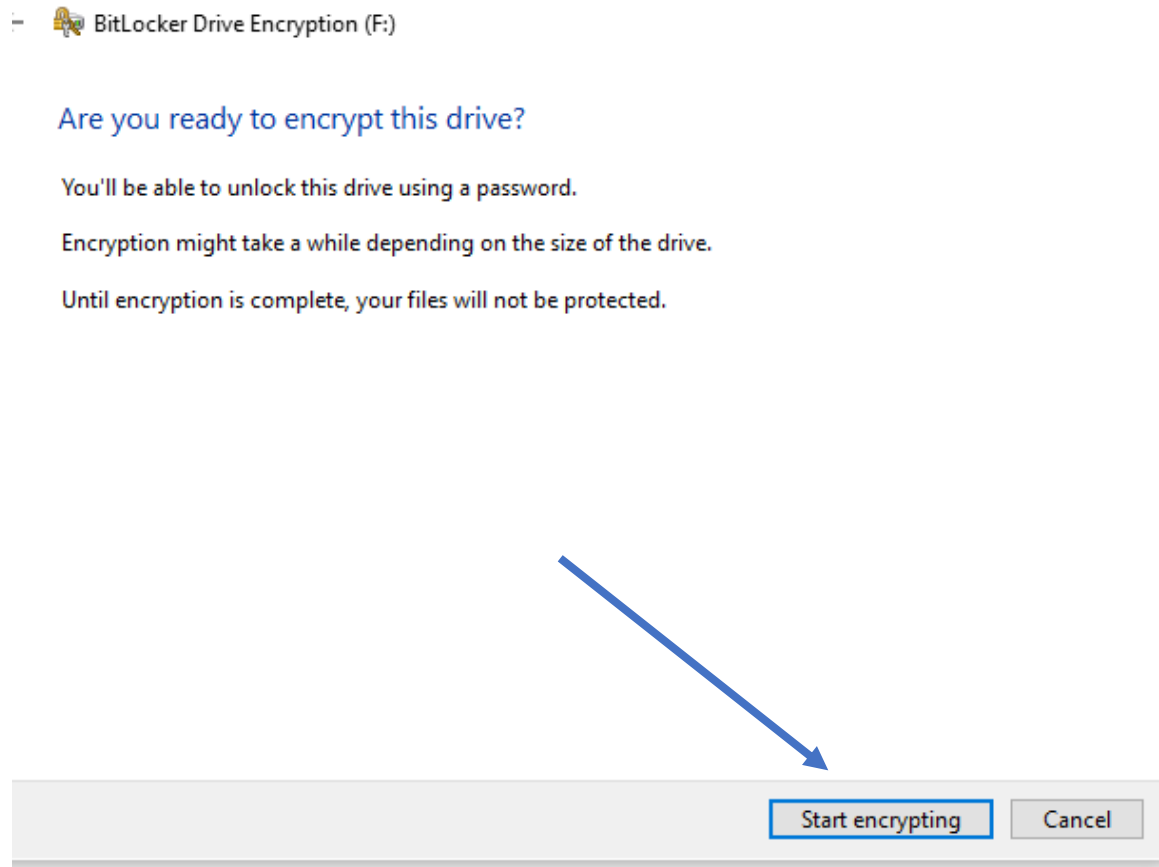 BitLocker Drive Encryption (F:)
Are you ready to encrypt this drive?
You'll be able to unlock this drive using a password.
Encryption might take a while depending on the size of the drive.
Until encryption is complete, your files will not be protected.
Start encrypting
Cancel